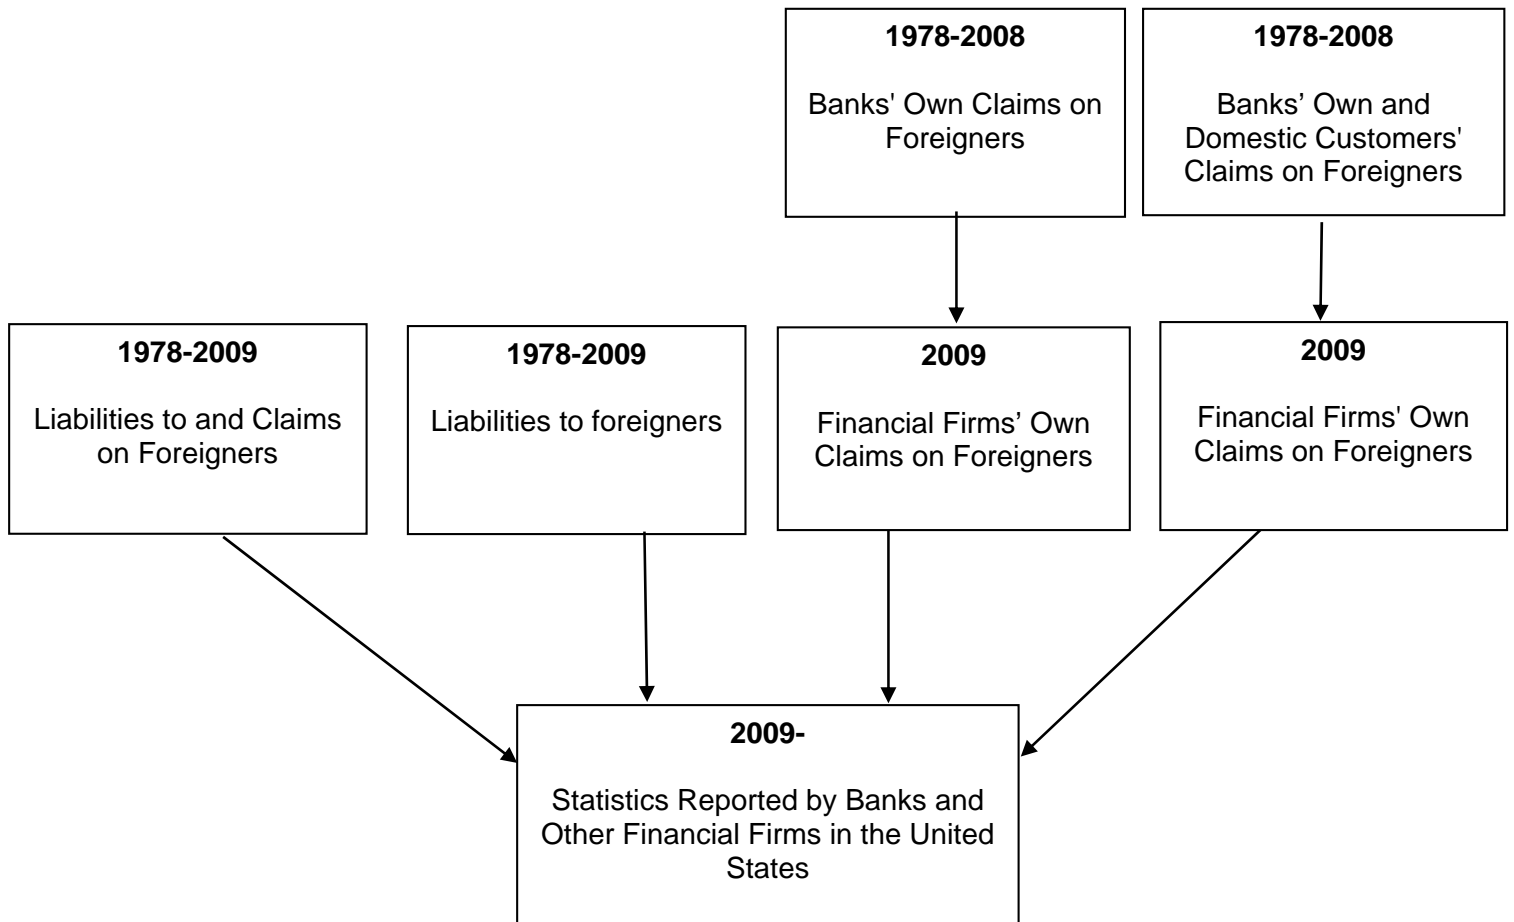 1978-2008
Banks' Own Claims on
Foreigners
1978-2008
Banks’ Own and
Domestic Customers'
Claims on Foreigners
1978-2009
Liabilities to and Claims
on Foreigners
1978-2009
Liabilities to foreigners
2009
Financial Firms’ Own
Claims on Foreigners
2009
Financial Firms' Own
Claims on Foreigners
2009-
Statistics Reported by Banks and
Other Financial Firms in the United
States